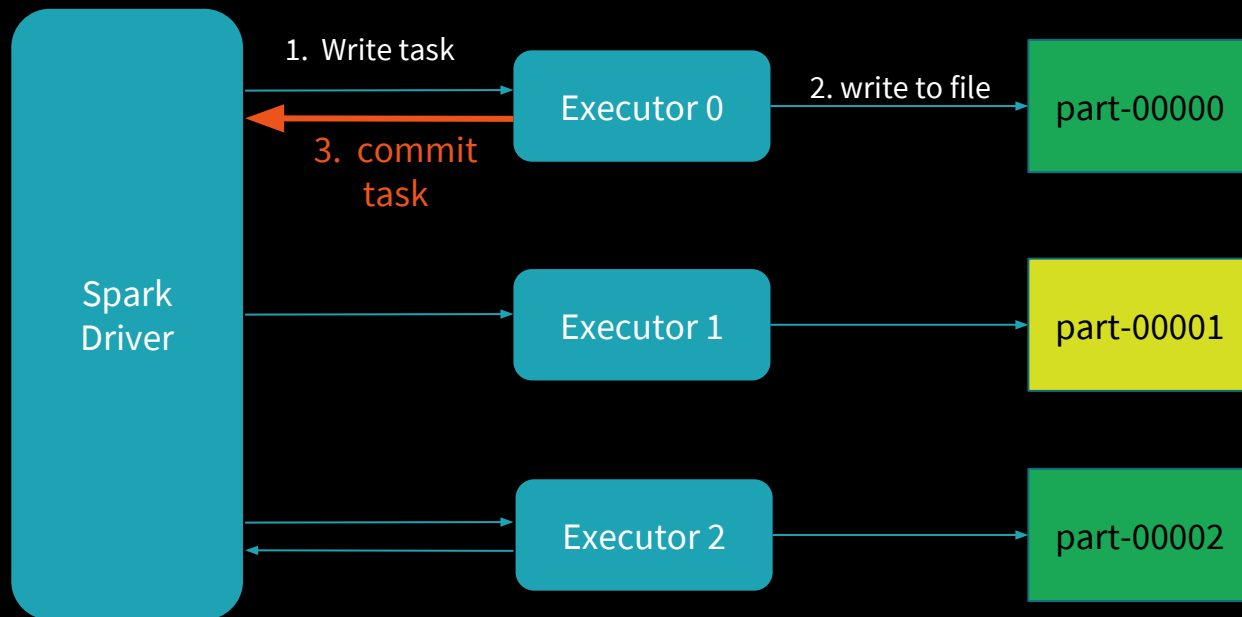 1. Write task
Executor 0
2. write to file
part-00000
3. commit
task
Spark
Driver
Executor 1
part-00001
Executor 2
part-00002